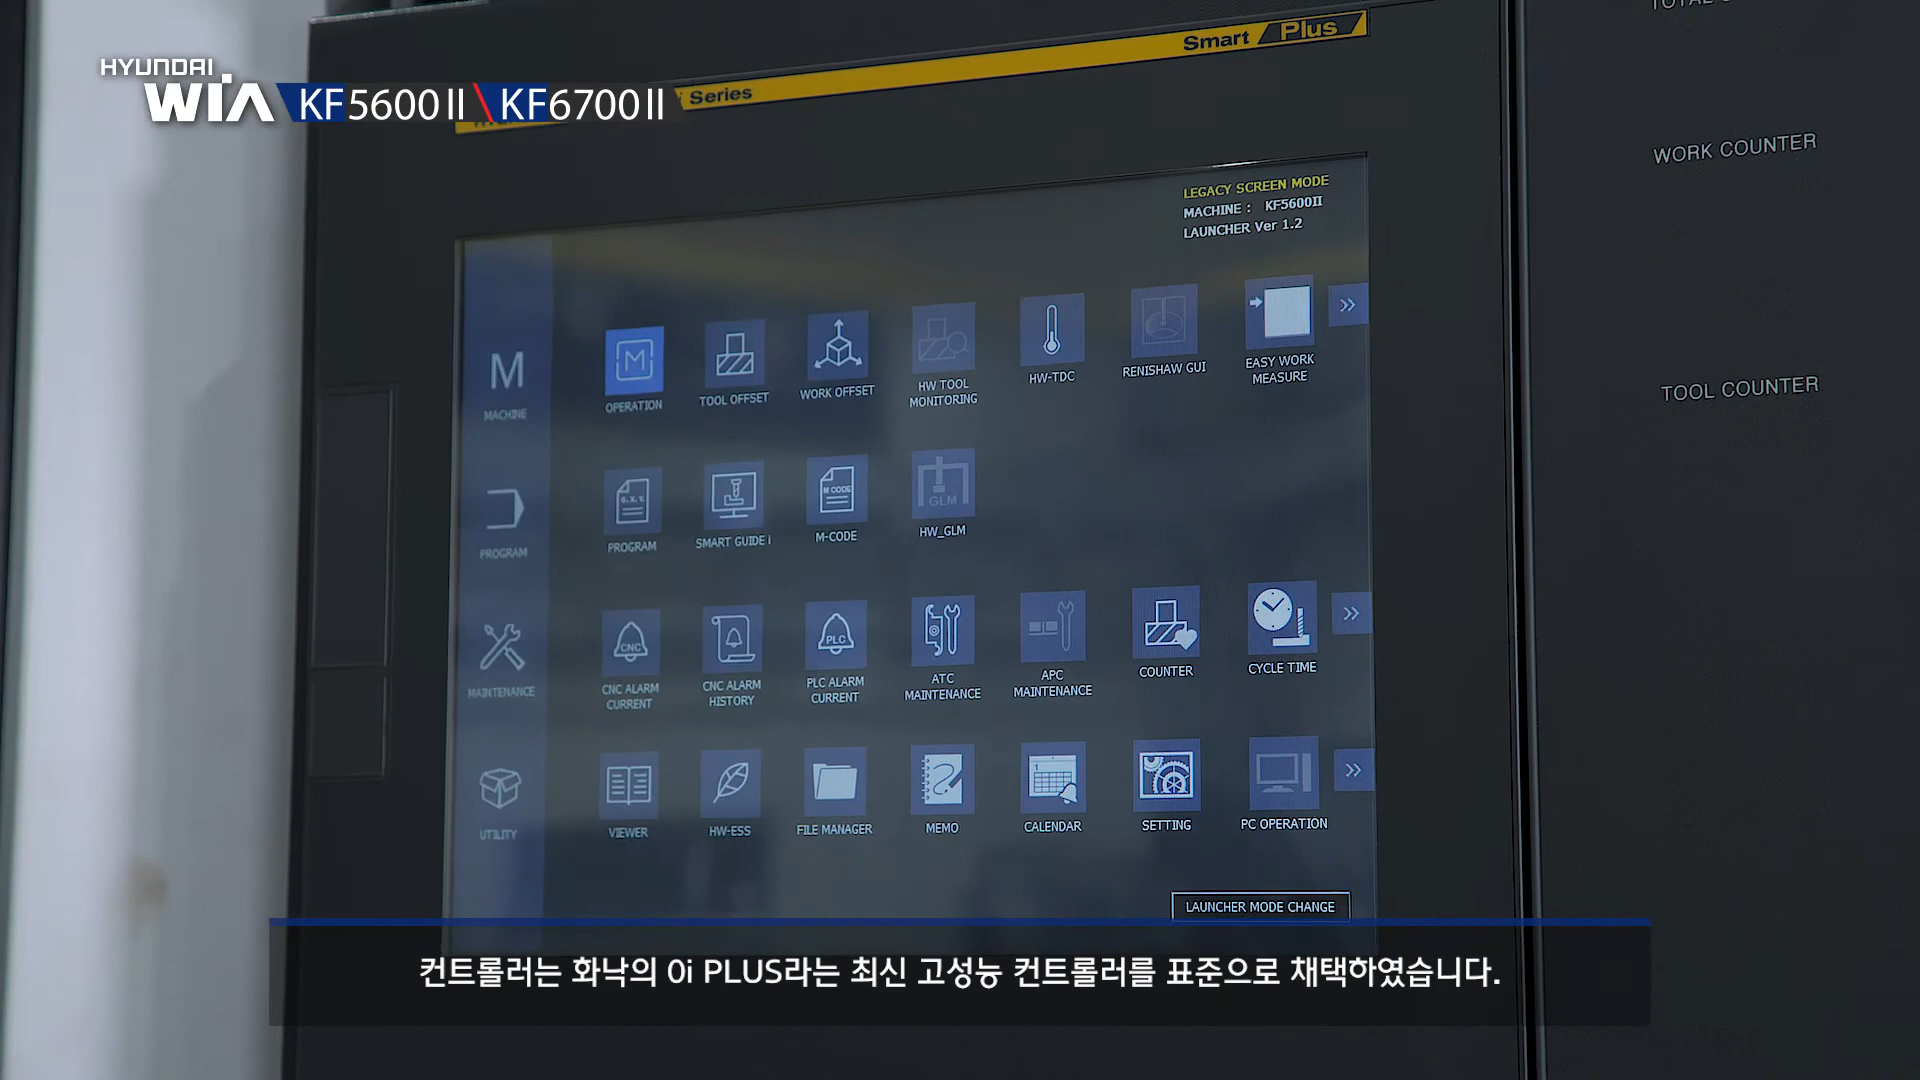 HYUNDAI
WIA KF5600II \ KF6700II
Series
Smart Plus
WORK COUNTER
TOOL COUNTER
LEGACY SCREEN MODE
MACHINE : KF5600II
LAUNCHER Ver 1.2
M
MACHINE
M
OPERATION
TOOL OFFSET
WORK OFFSET
HW TOOL
MONITORING
HW-TDC
RENISHAW GUI
EASY WORK
MEASURE
PROGRAM
G. X. Y.
PROGRAM
SMART GUIDE i
M CODE
M-CODE
GLM
HW_GLM
MAINTENANCE
CNC
CNC ALARM
CURRENT
CNC ALARM
HISTORY
PLC
PLC ALARM
CURRENT
ATC
MAINTENANCE
APC
MAINTENANCE
COUNTER
CYCLE TIME
UTILITY
VIEWER
HW-ESS
FILE MANAGER
MEMO
1
CALENDAR
SETTING
PC OPERATION
LAUNCHER MODE CHANGE
컨트롤러는 화낙의 0i PLUS라는 최신 고성능 컨트롤러를 표준으로 채택하였습니다.